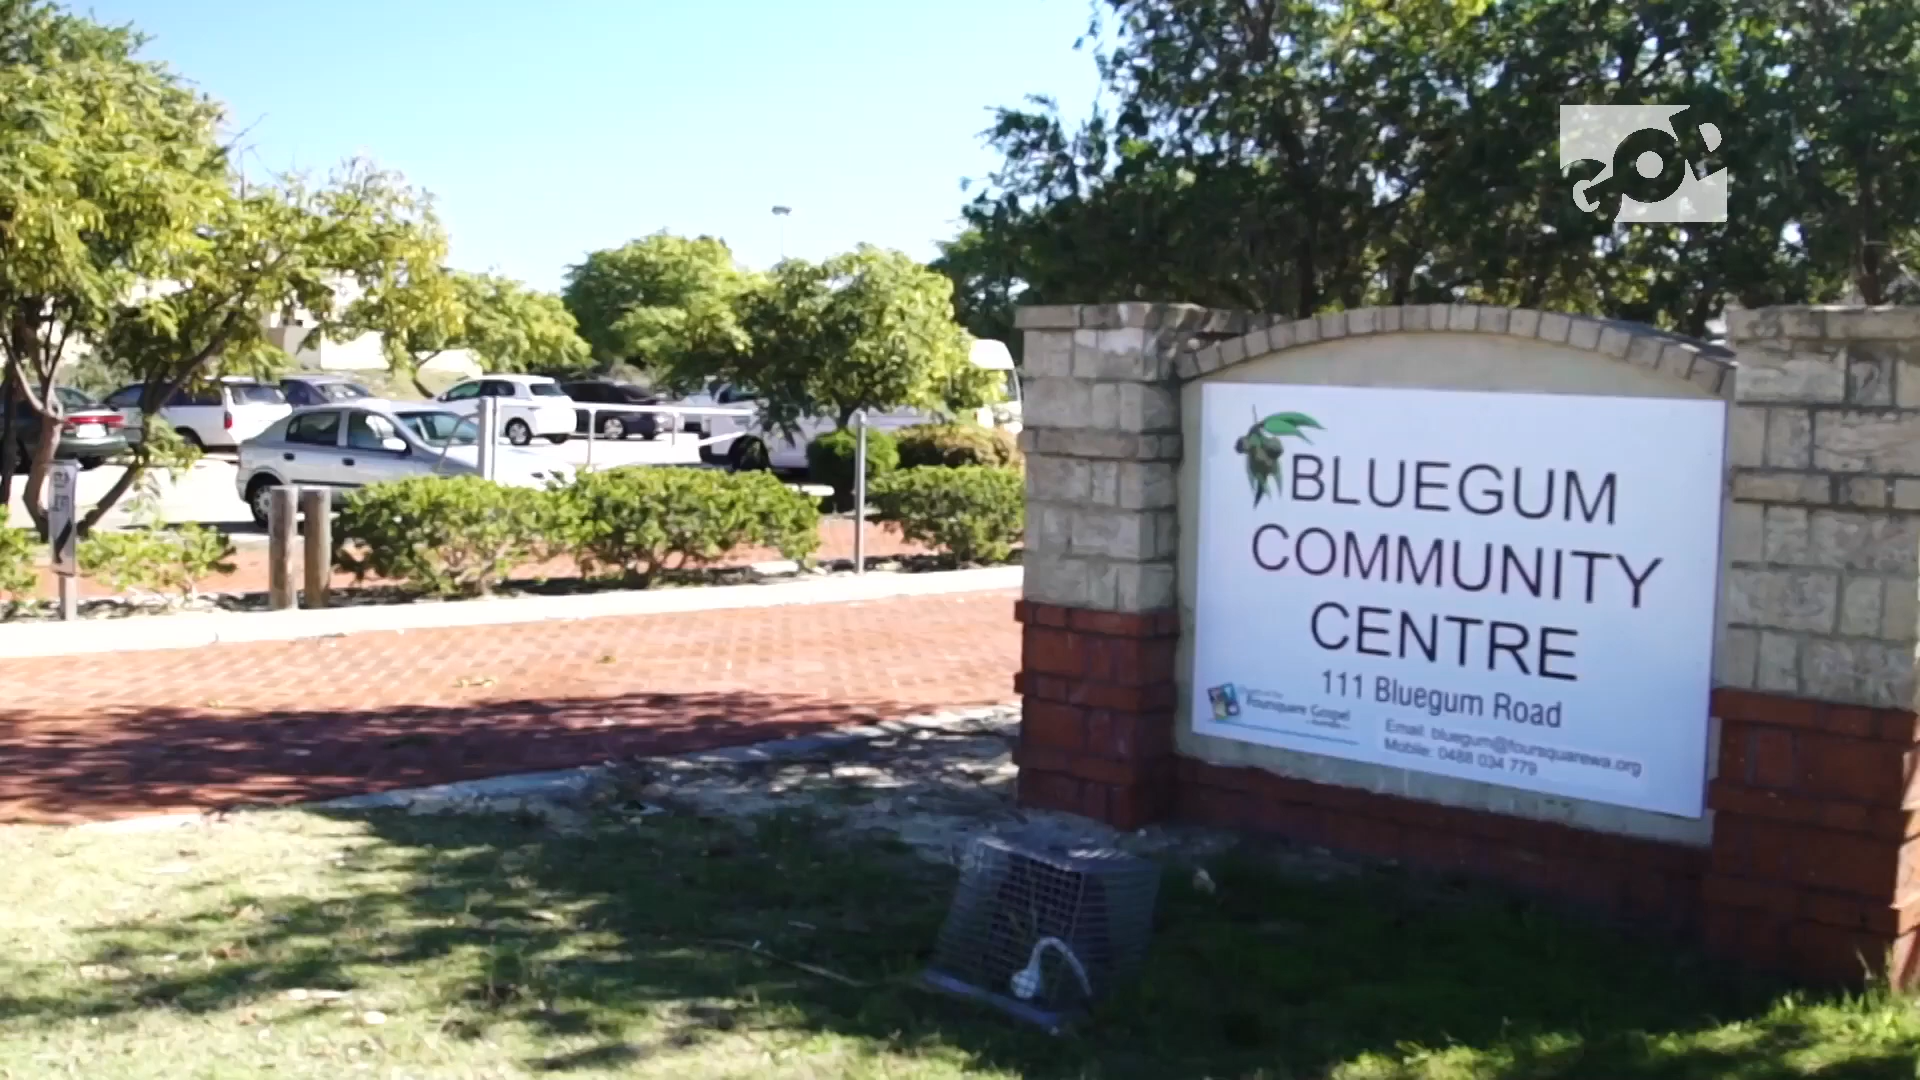 BLUEGUM
COMMUNITY
CENTRE
111 Bluegum Road
Foursquare Gospel
Email: bluegum@foursquarewa.org
Mobile: 0488 034 779